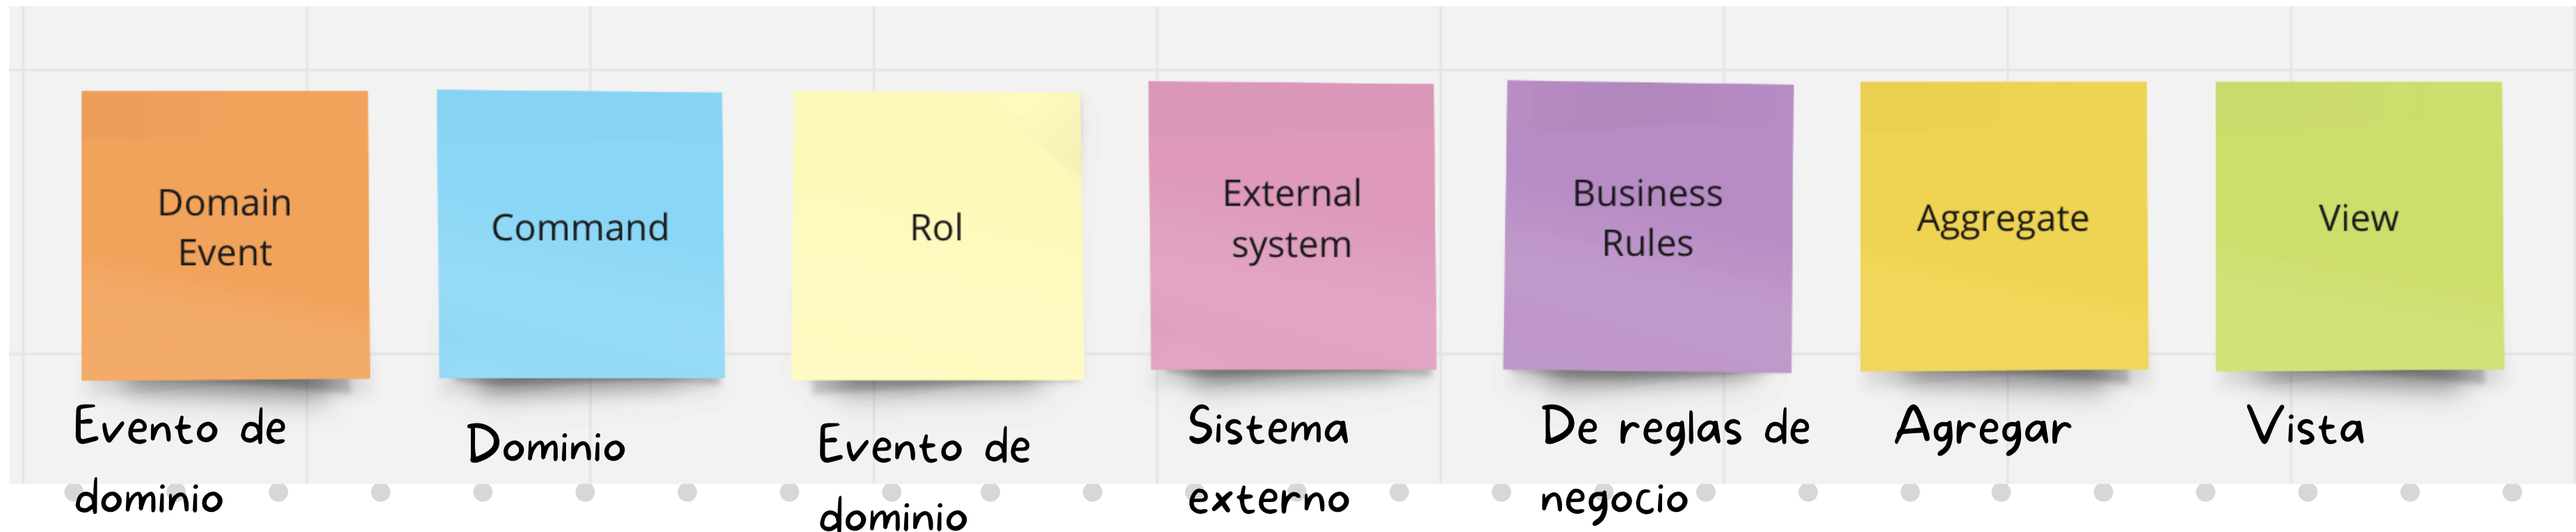 Domain
Event
Command
Rol
External
system
Business
Rules
Aggregate
View
Evento de
dominio
Dominio
Evento de
dominio
Sistema
externo
De reglas de
negocio
Agregar
Vista